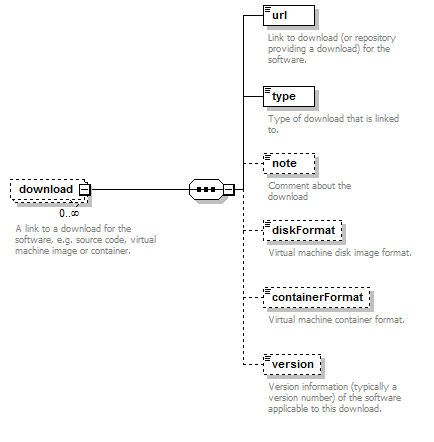 url
Link to download (or repository
providing a download) for the
software.
type
Type of download that is linked
to.
note
Comment about the
download
download
0..∞
A link to a download for the
software, e.g. source code, virtual
machine image or container.
diskFormat
Virtual machine disk image format.
containerFormat
Virtual machine container format.
version
Version information (typically a
version number) of the software
applicable to this download.